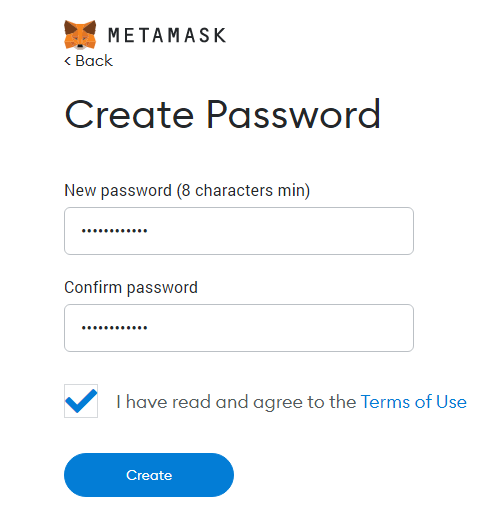 METAMASK
< Back
Create Password
New password (8 characters min)
••••••••••••
Confirm password
••••••••••••
I have read and agree to the Terms of Use
Create